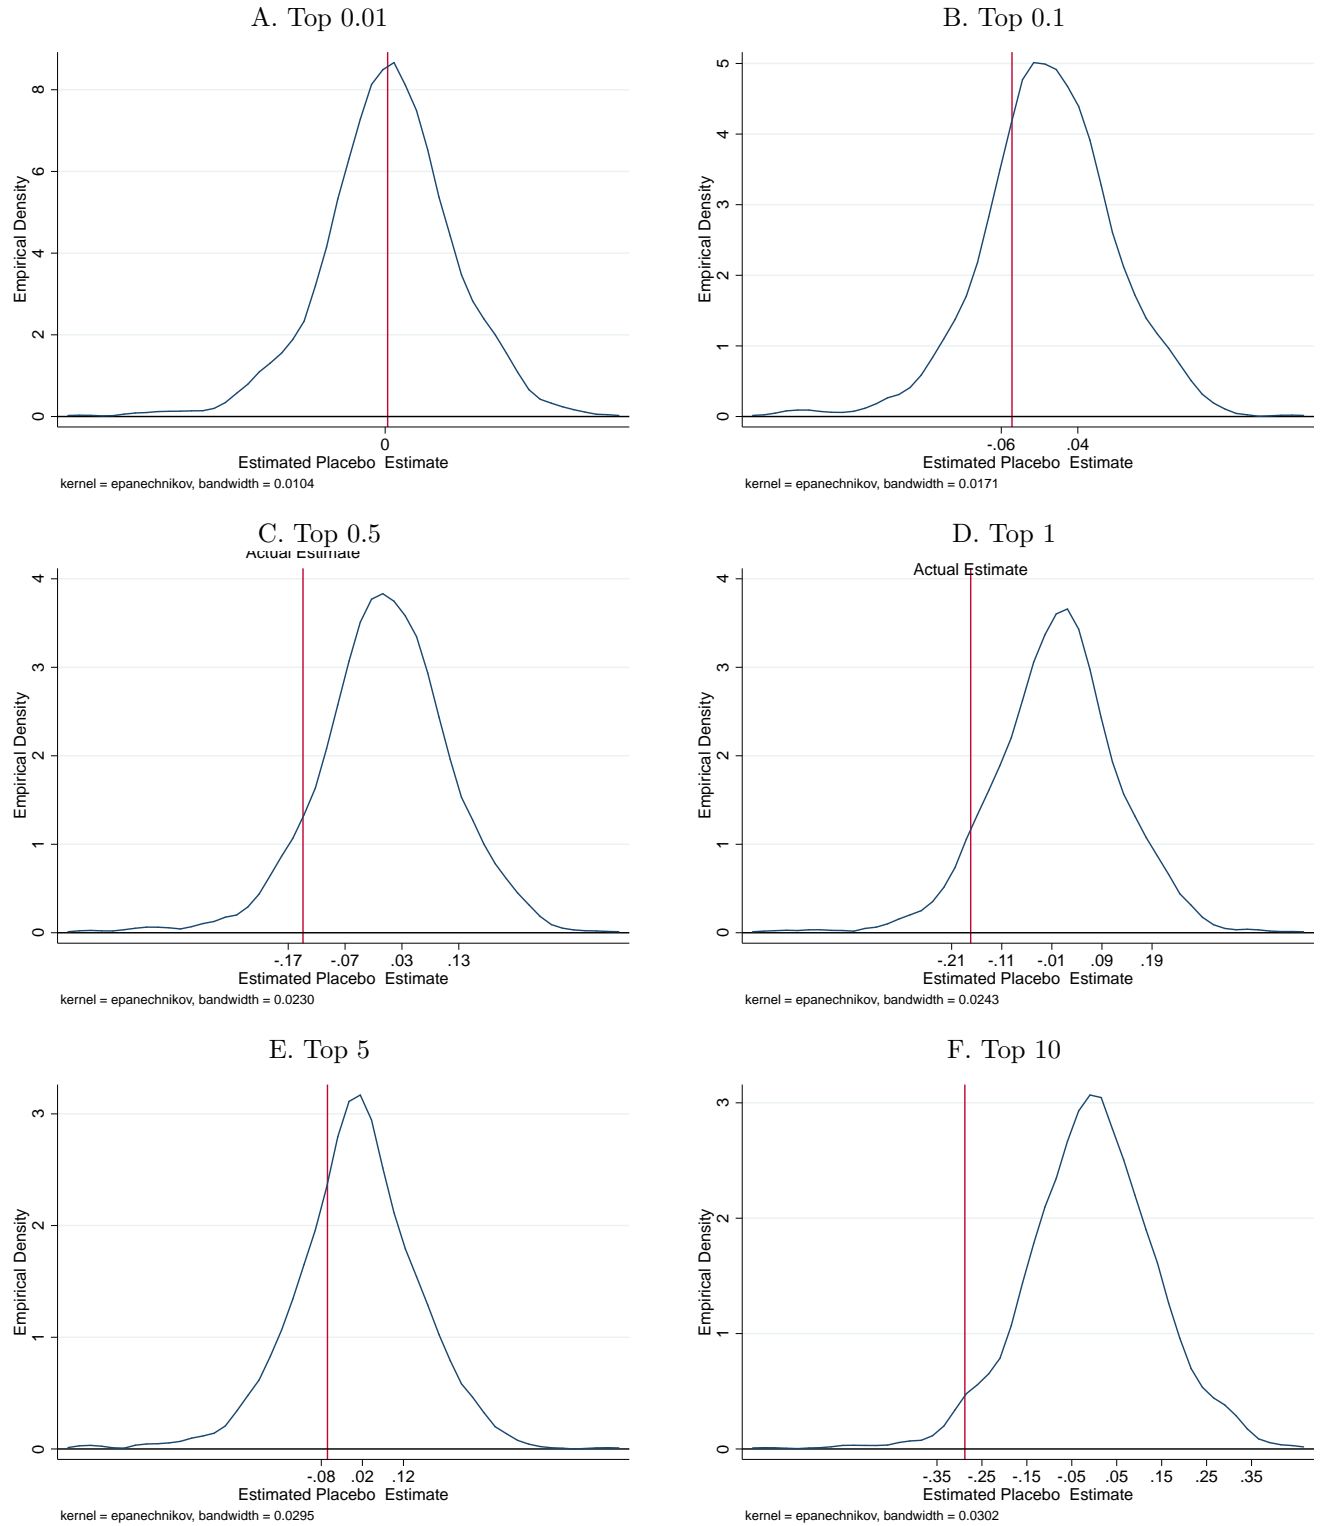 A. Top 0.01
Empirical Density
0 2 4 6 8
0
Estimated Placebo Estimate
kernel = epanechnikov, bandwidth = 0.0104
B. Top 0.1
Empirical Density
0 1 2 3 4 5
-.06 .04
Estimated Placebo Estimate
kernel = epanechnikov, bandwidth = 0.0171
C. Top 0.5
Actual Estimate
Empirical Density
0 1 2 3 4
-.17 -.07 .03 .13
Estimated Placebo Estimate
kernel = epanechnikov, bandwidth = 0.0230
D. Top 1
Actual Estimate
Empirical Density
0 1 2 3 4
-.21 -.11 -.01 .09 .19
Estimated Placebo Estimate
kernel = epanechnikov, bandwidth = 0.0243
E. Top 5
Empirical Density
0 1 2 3
-.08 .02 .12
Estimated Placebo Estimate
kernel = epanechnikov, bandwidth = 0.0295
F. Top 10
Empirical Density
0 1 2 3
-.35 -.25 -.15 -.05 .05 .15 .25 .35
Estimated Placebo Estimate
kernel = epanechnikov, bandwidth = 0.0302